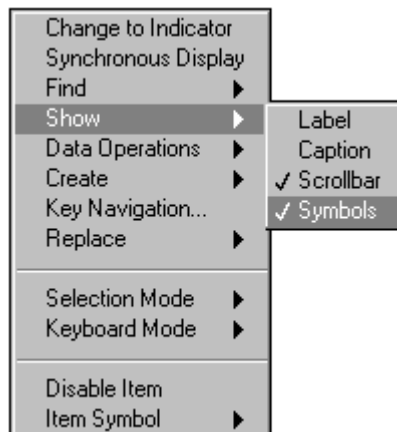 Change to Indicator
Synchronous Display
Find
Show
Data Operations
Create
Key Navigation...
Replace
Selection Mode
Keyboard Mode
Disable Item
Item Symbol
Label
Caption
Scrollbar
Symbols